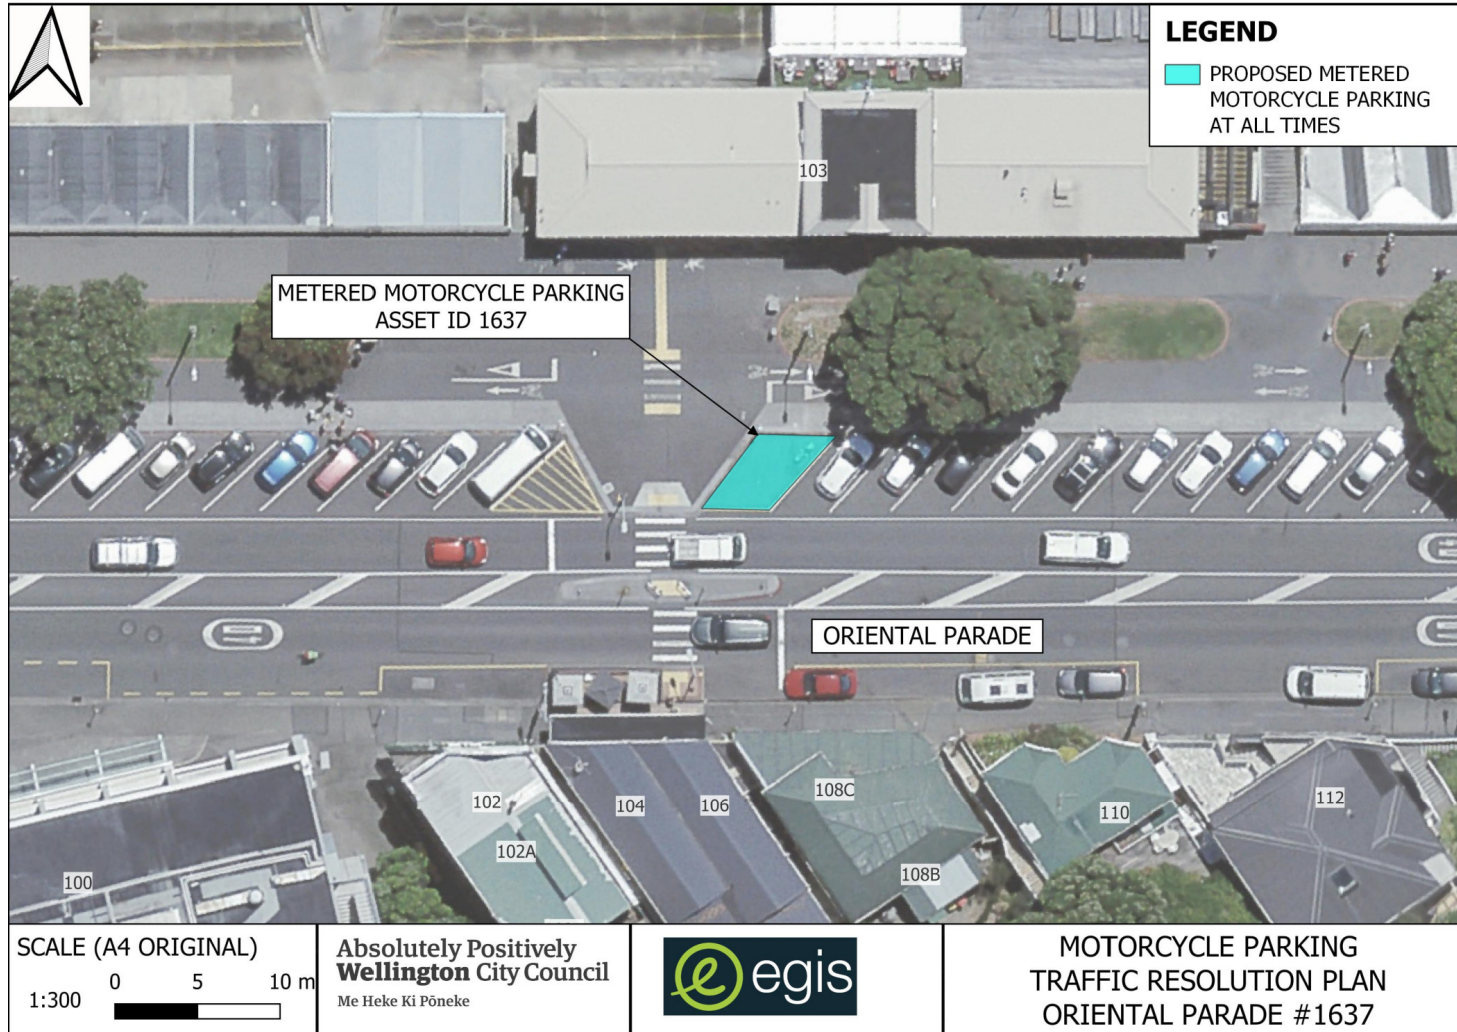 LEGEND
PROPOSED METERED
MOTORCYCLE PARKING
AT ALL TIMES
103
METERED MOTORCYCLE PARKING
ASSET ID 1637
ORIENTAL PARADE
102
104
106
108C
110
112
102A
100
108B
SCALE (A4 ORIGINAL)
0 5 10 m
1:300
Absolutely Positively
Wellington City Council
Me Heke Ki Pōneke
e egis
MOTORCYCLE PARKING
TRAFFIC RESOLUTION PLAN
ORIENTAL PARADE #1637